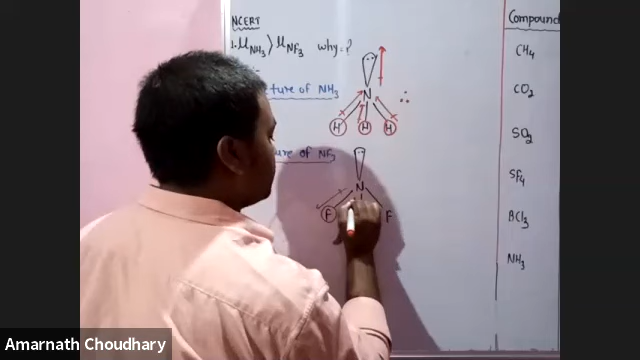 NCERT
1. μNH3 > μNF3 why=?
cture of NH3
N
H H H
∴
ure of NF3
N
F F
Compound
CH4
CO2
SO2
SF4
BCl3
NH3
Amarnath Choudhary